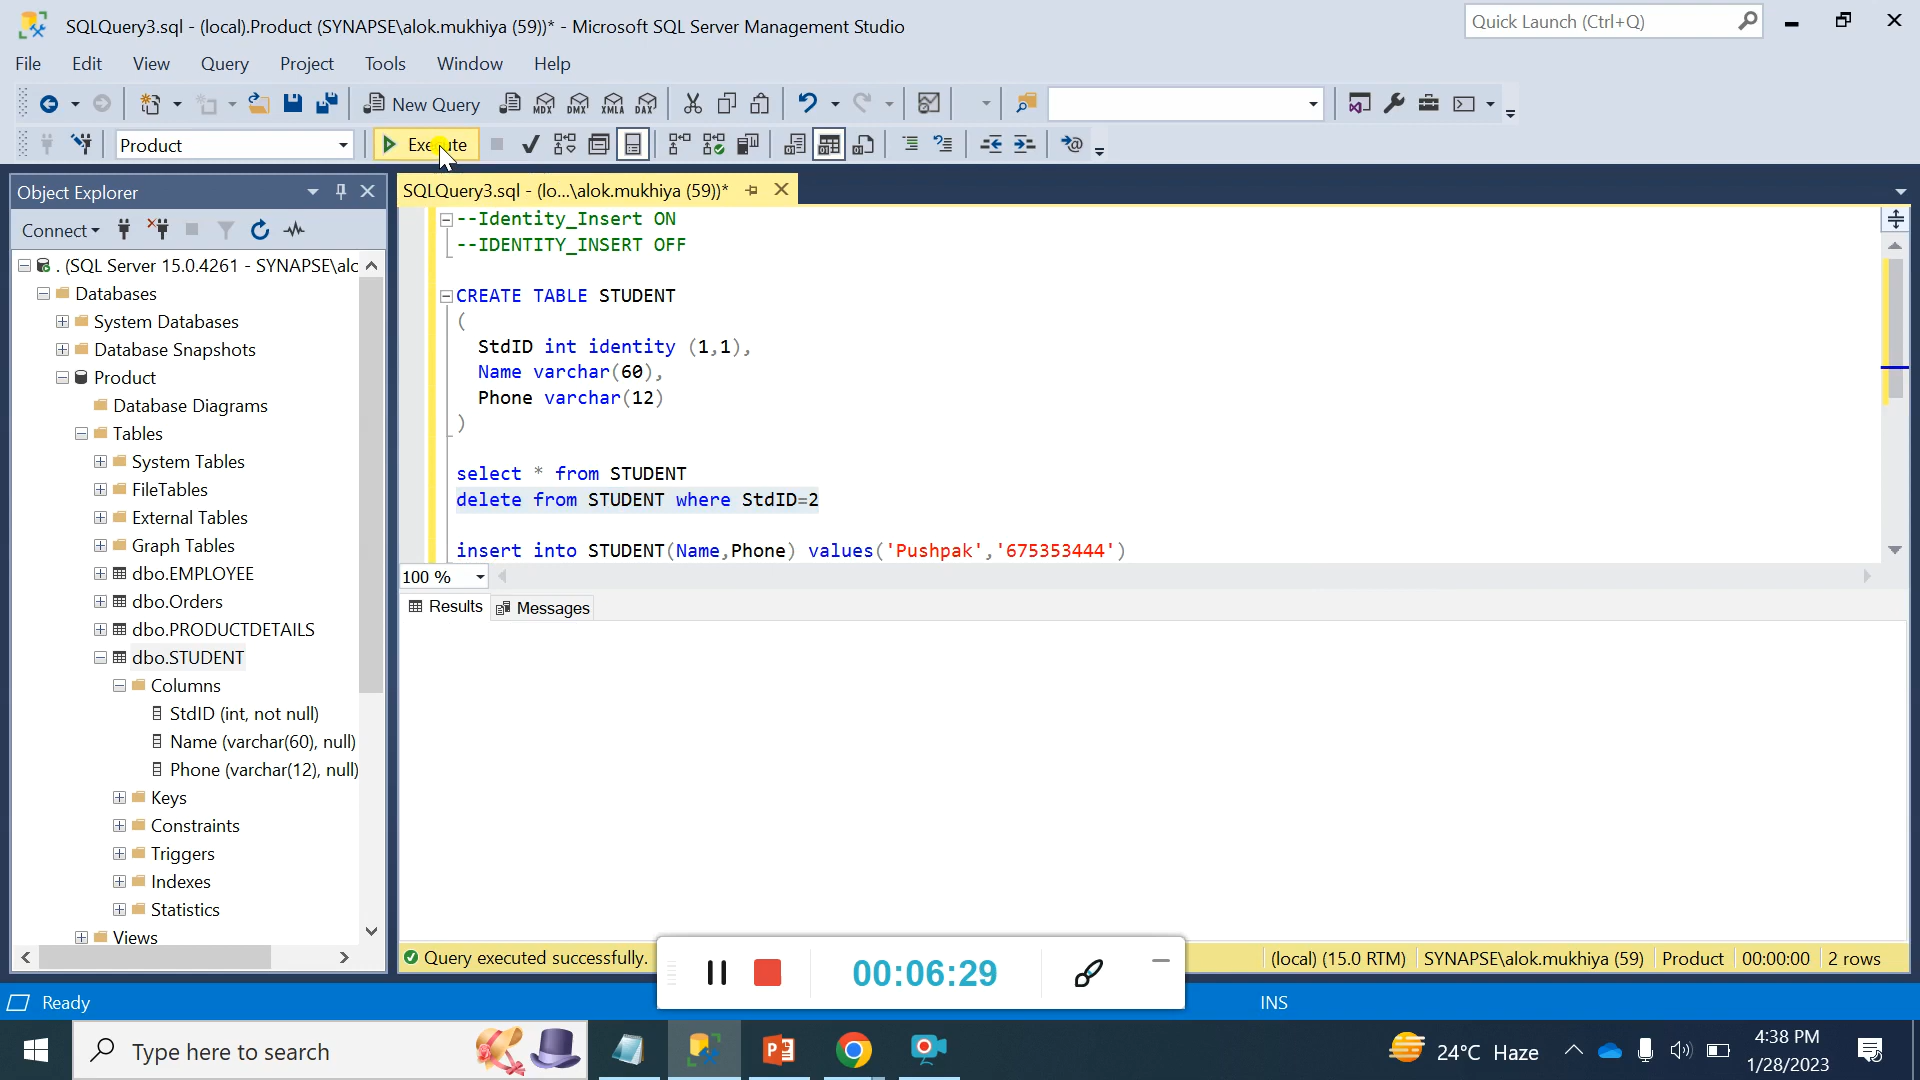 SQLQuery3.sql - (local).Product (SYNAPSE\alok.mukhiya (59))* - Microsoft SQL Server Management Studio
Quick Launch (Ctrl+Q)
File Edit View Query Project Tools Window Help
New Query MDX DMX XMLA DAX
Product
Execute
Object Explorer
Connect
. (SQL Server 15.0.4261 - SYNAPSE\alo
Databases
System Databases
Database Snapshots
Product
Database Diagrams
Tables
System Tables
FileTables
External Tables
Graph Tables
dbo.EMPLOYEE
dbo.Orders
dbo.PRODUCTDETAILS
dbo.STUDENT
Columns
StdID (int, not null)
Name (varchar(60), null)
Phone (varchar(12), null)
Keys
Constraints
Triggers
Indexes
Statistics
Views
SQLQuery3.sql - (lo...\alok.mukhiya (59))*
--Identity_Insert ON
--IDENTITY_INSERT OFF
CREATE TABLE STUDENT
(
StdID int identity (1,1),
Name varchar(60),
Phone varchar(12)
)
select * from STUDENT
delete from STUDENT where StdID=2
insert into STUDENT(Name,Phone) values('Pushpak','675353444')
100 %
Results Messages
Query executed successfully.
(local) (15.0 RTM) SYNAPSE\alok.mukhiya (59) Product 00:00:00 2 rows
00:06:29
Ready
INS
Type here to search
24°C Haze
4:38 PM
1/28/2023